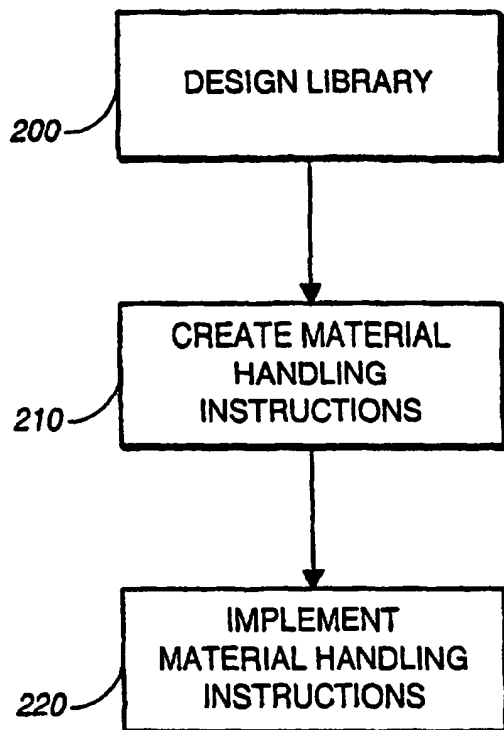 DESIGN LIBRARY
200
CREATE MATERIAL
HANDLING
INSTRUCTIONS
210
IMPLEMENT
MATERIAL HANDLING
INSTRUCTIONS
220